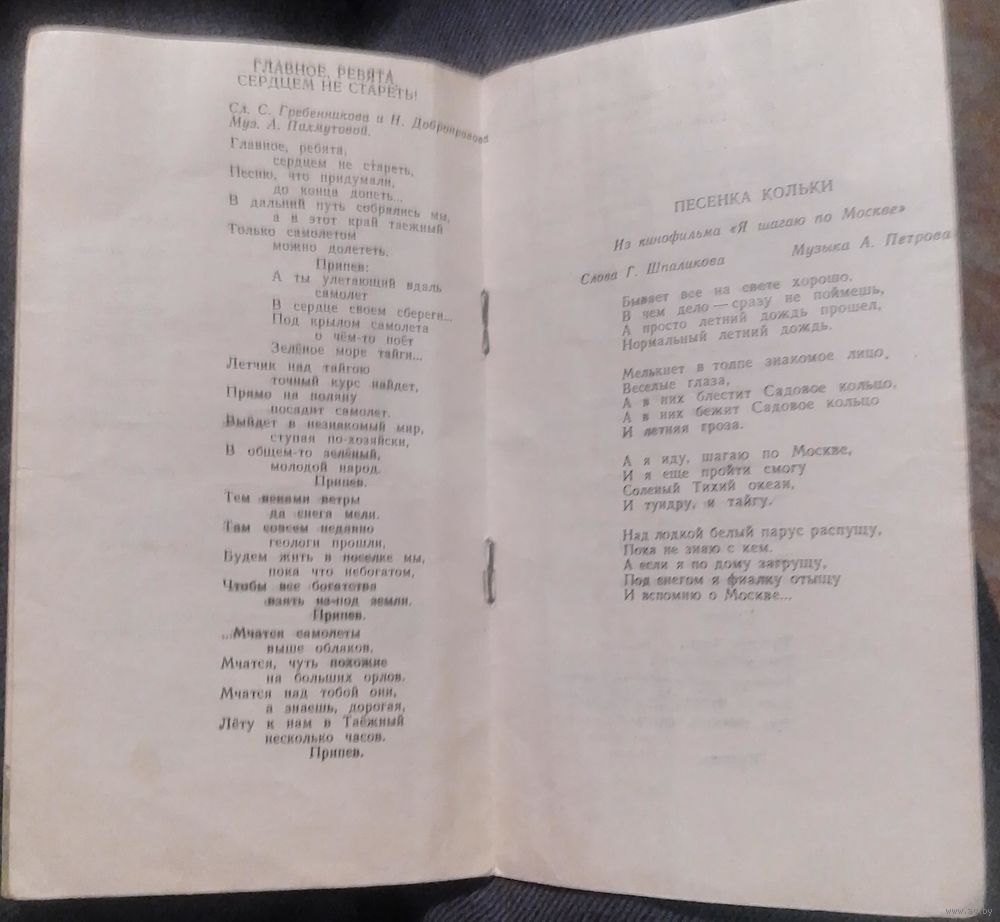 ГЛАВНОЕ, РЕБЯТА,
СЕРДЦЕМ НЕ СТАРЕТЬ!
Сл. С. Гребенникова и Н. Добронравова
Муз. А. Пахмутовой.
Главное, ребята,
сердцем не стареть,
Песню, что придумали,
до конца допеть...
В дальний путь собрались мы,
а в этот край таежный
Только самолетом
можно долететь.
Припев:
А ты улетающий вдаль
самолет
В сердце своем сбереги...
Под крылом самолета
о чём-то поёт
Зелёное море тайги...
Летчик над тайгою
точный курс найдет,
Прямо на поляну
посадит самолет.
Выйдет в незнакомый мир,
ступая по-хозяйски,
В общем-то зелёный,
молодой народ.
Припев.
Там веками ветры
да снега мели.
Там совсем недавно
геологи прошли,
Будем жить в поселке мы,
пока что небогатом,
Чтобы все богатства
взять из-под земли.
Припев.
...Мчатся самолеты
выше облаков.
Мчатся, чуть похожие
на больших орлов.
Мчатся над тобой они,
а знаешь, дорогая,
Лёту к нам в Таёжный
несколько часов.
Припев.
ПЕСЕНКА КОЛЬКИ
Из кинофильма «Я шагаю по Москве»
Слова Г. Шпаликова Музыка А. Петрова
Бывает все на свете хорошо.
В чем дело — сразу не поймешь,
А просто летний дождь прошел,
Нормальный летний дождь.
Мелькнет в толпе знакомое лицо,
Веселые глаза,
А в них блестит Садовое кольцо,
А в них бежит Садовое кольцо
И летняя гроза.
А я иду, шагаю по Москве,
И я еще пройти смогу
Соленый Тихий океан,
И тундру, и тайгу.
Над лодкой белый парус распущу,
Пока не знаю с кем.
А если я по дому загрущу,
Под снегом я фиалку отыщу
И вспомню о Москве...
www.ay.by